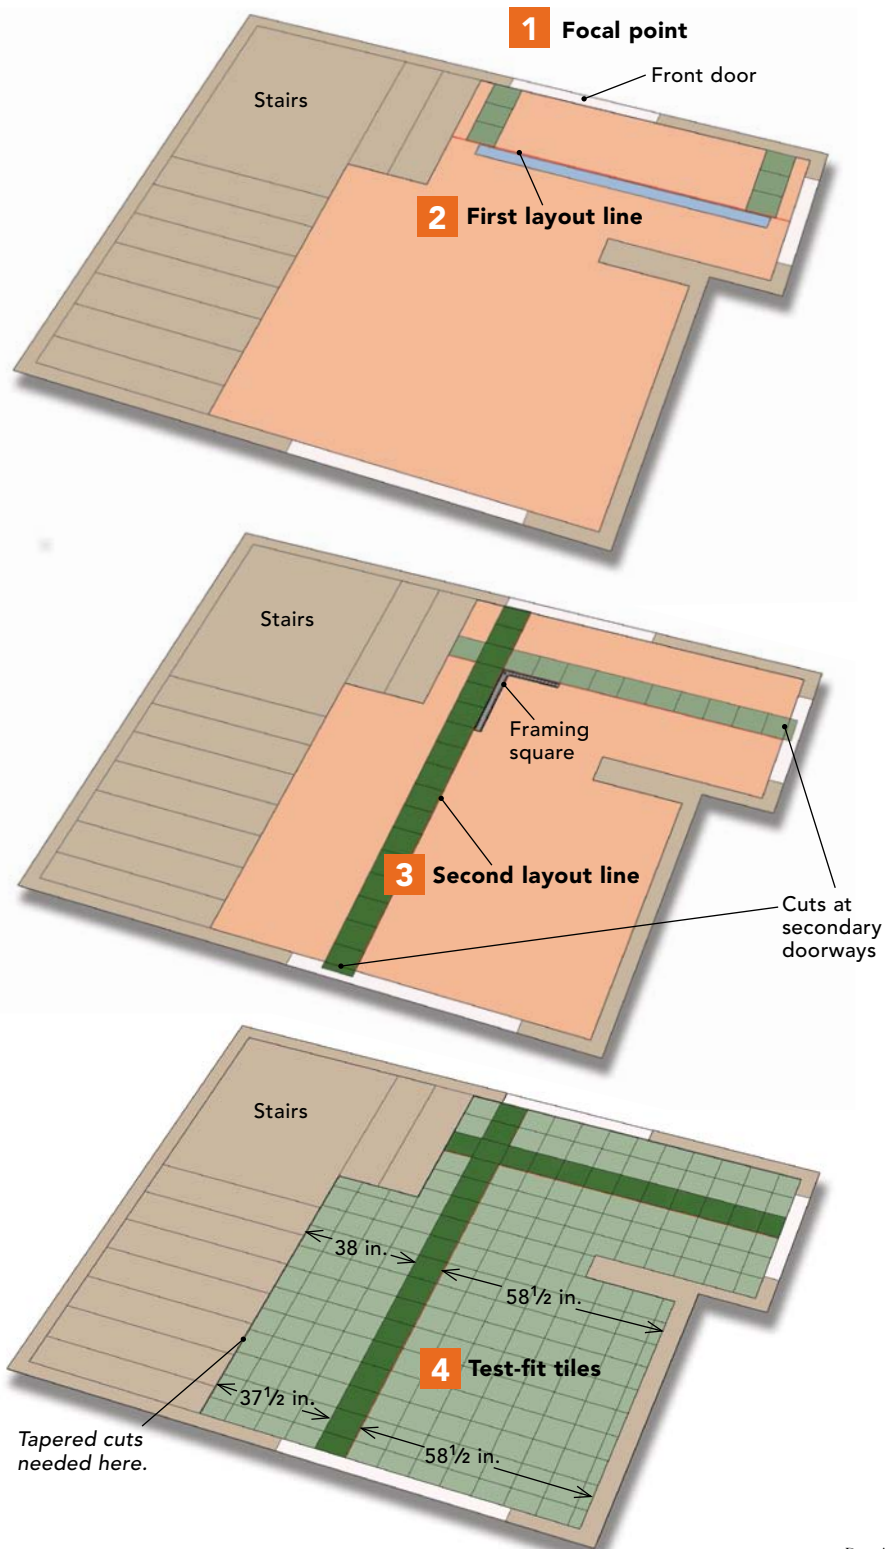 1 Focal point
Front door
Stairs
2 First layout line
Stairs
Framing
square
3 Second layout line
Cuts at
secondary
doorways
Stairs
38 in.
58½ in.
4 Test-fit tiles
37½ in.
58½ in.
Tapered cuts
needed here.